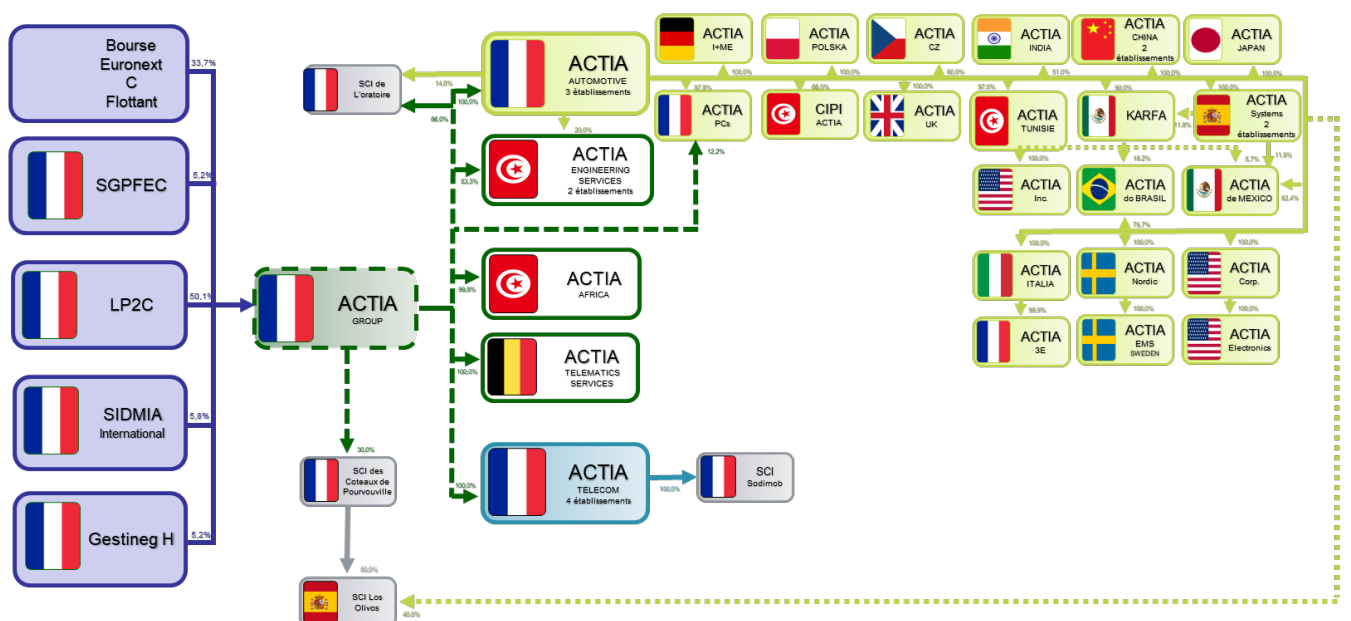 Bourse
Euronext
C
Flottant
33,7%
SGPFEC
5,2%
LP2C
50,1%
SIDMIA
International
5,8%
Gestineg H
5,2%
ACTIA
GROUP
SCI de
L'oratoire
14,0%
86,0%
100,0%
ACTIA
AUTOMOTIVE
3 établissements
20,0%
ACTIA
ENGINEERING
SERVICES
2 établissements
53,3%
12,2%
ACTIA
AFRICA
99,8%
ACTIA
TELEMATICS
SERVICES
100,0%
30,0%
SCI des
Coteaux de
Pourvouville
100,0%
ACTIA
TELECOM
4 établissements
100,0%
SCI
Sodimob
50,0%
SCI Los
Olivos
40,0%
ACTIA
I+ME
100,0%
ACTIA
POLSKA
100,0%
ACTIA
CZ
ACTIA
INDIA
51,0%
ACTIA
CHINA
2
établissements
100,0%
ACTIA
JAPAN
100,0%
ACTIA
PCs
CIPI
ACTIA
100,0%
ACTIA
UK
97,0%
ACTIA
TUNISIE
90,0%
KARFA
11,8%
100,0%
ACTIA
Systems
2
établissements
11,8%
100,0%
ACTIA
Inc.
ACTIA
do BRASIL
5,7%
ACTIA
de MEXICO
82,4%
79,7%
100,0%
ACTIA
ITALIA
100,0%
ACTIA
Nordic
100,0%
ACTIA
Corp.
99,9%
ACTIA
3E
100,0%
ACTIA
EMS
SWEDEN
100,0%
ACTIA
Electronics